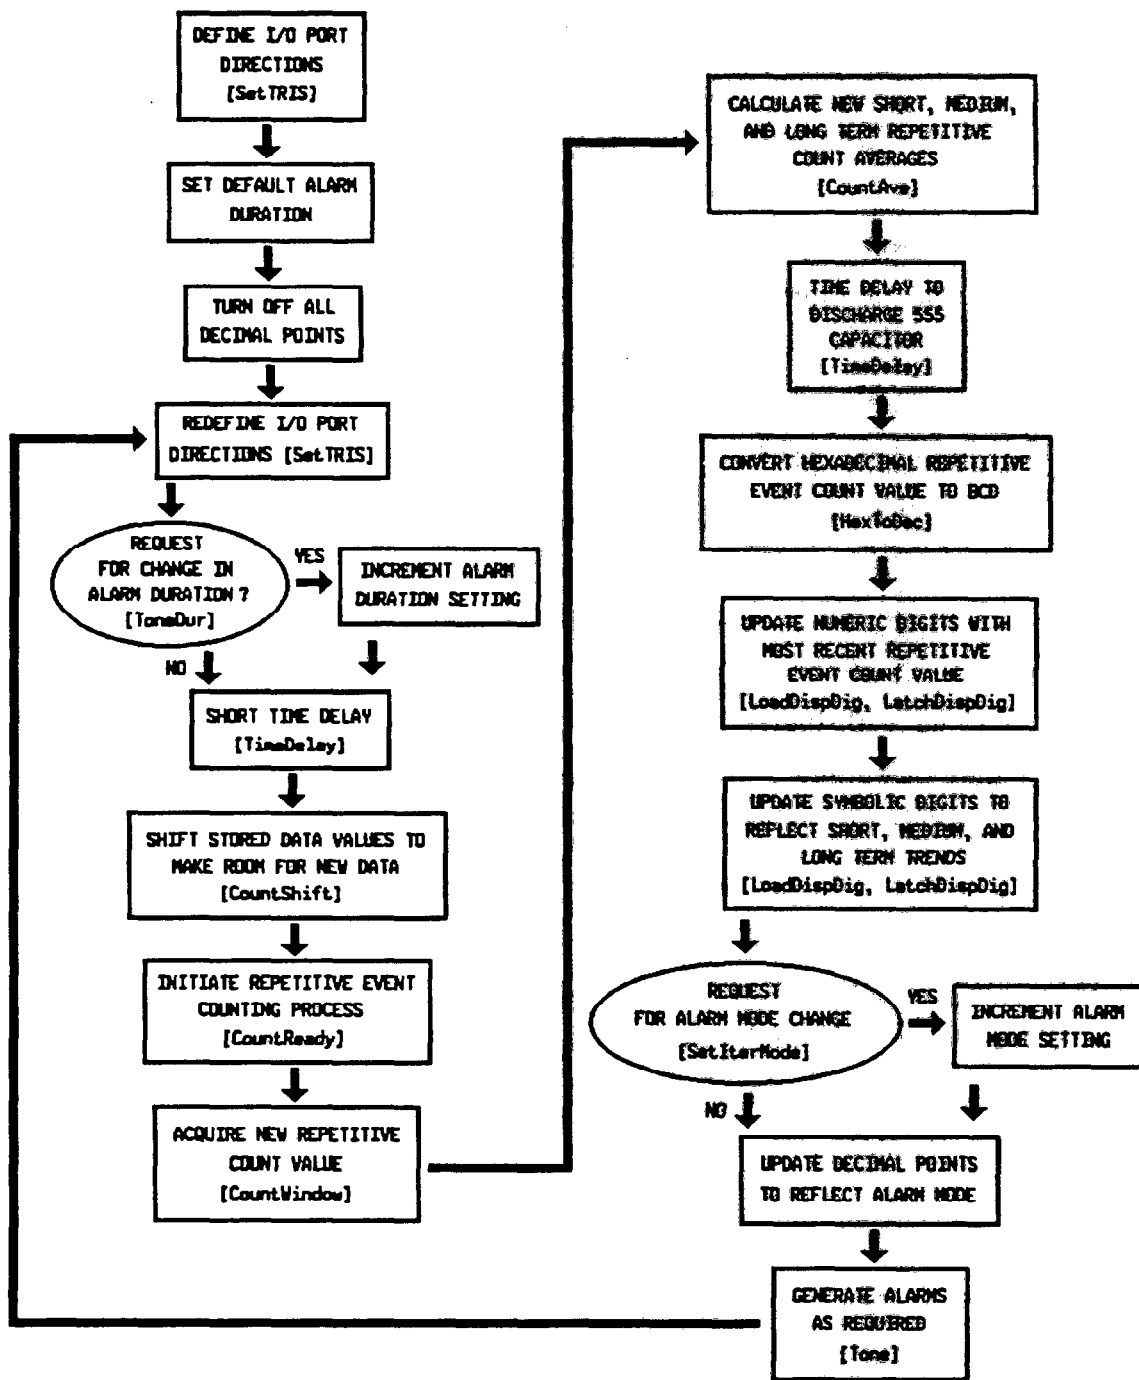 DEFINE I/O PORT
DIRECTIONS
[SetTRIS]
SET DEFAULT ALARM
DURATION
TURN OFF ALL
DECIMAL POINTS
REDEFINE I/O PORT
DIRECTIONS [SetTRIS]
REQUEST
FOR CHANGE IN
ALARM DURATION?
[ToneDur]
YES
INCREMENT ALARM
DURATION SETTING
NO
SHORT TIME DELAY
[TimeDelay]
SHIFT STORED DATA VALUES TO
MAKE ROOM FOR NEW DATA
[CountShift]
INITIATE REPETITIVE EVENT
COUNTING PROCESS
[CountReady]
ACQUIRE NEW REPETITIVE
COUNT VALUE
[CountWindow]
CALCULATE NEW SHORT, MEDIUM,
AND LONG TERM REPETITIVE
COUNT AVERAGES
[CountAve]
TIME DELAY TO
DISCHARGE 555
CAPACITOR
[TimeDelay]
CONVERT HEXADECIMAL REPETITIVE
EVENT COUNT VALUE TO BCD
[HexToDec]
UPDATE NUMERIC DIGITS WITH
MOST RECENT REPETITIVE
EVENT COUNT VALUE
[LoadDispDig, LatchDispDig]
UPDATE SYMBOLIC DIGITS TO
REFLECT SHORT, MEDIUM, AND
LONG TERM TRENDS
[LoadDispDig, LatchDispDig]
REQUEST
FOR ALARM MODE CHANGE
[SetIterMode]
YES
INCREMENT ALARM
MODE SETTING
NO
UPDATE DECIMAL POINTS
TO REFLECT ALARM MODE
GENERATE ALARMS
AS REQUIRED
[Tone]